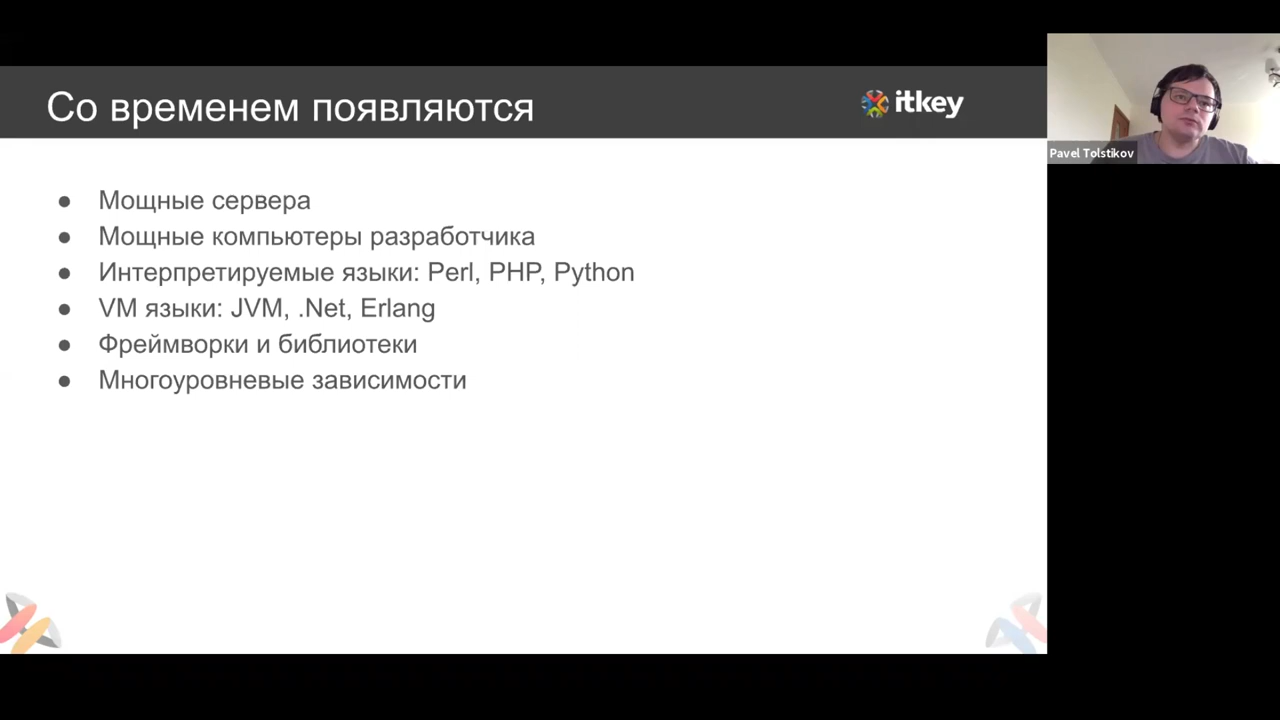 Со временем появляются
itkey
Pavel Tolstikov
● Мощные сервера
● Мощные компьютеры разработчика
● Интерпретируемые языки: Perl, PHP, Python
● VM языки: JVM, .Net, Erlang
● Фреймворки и библиотеки
● Многоуровневые зависимости